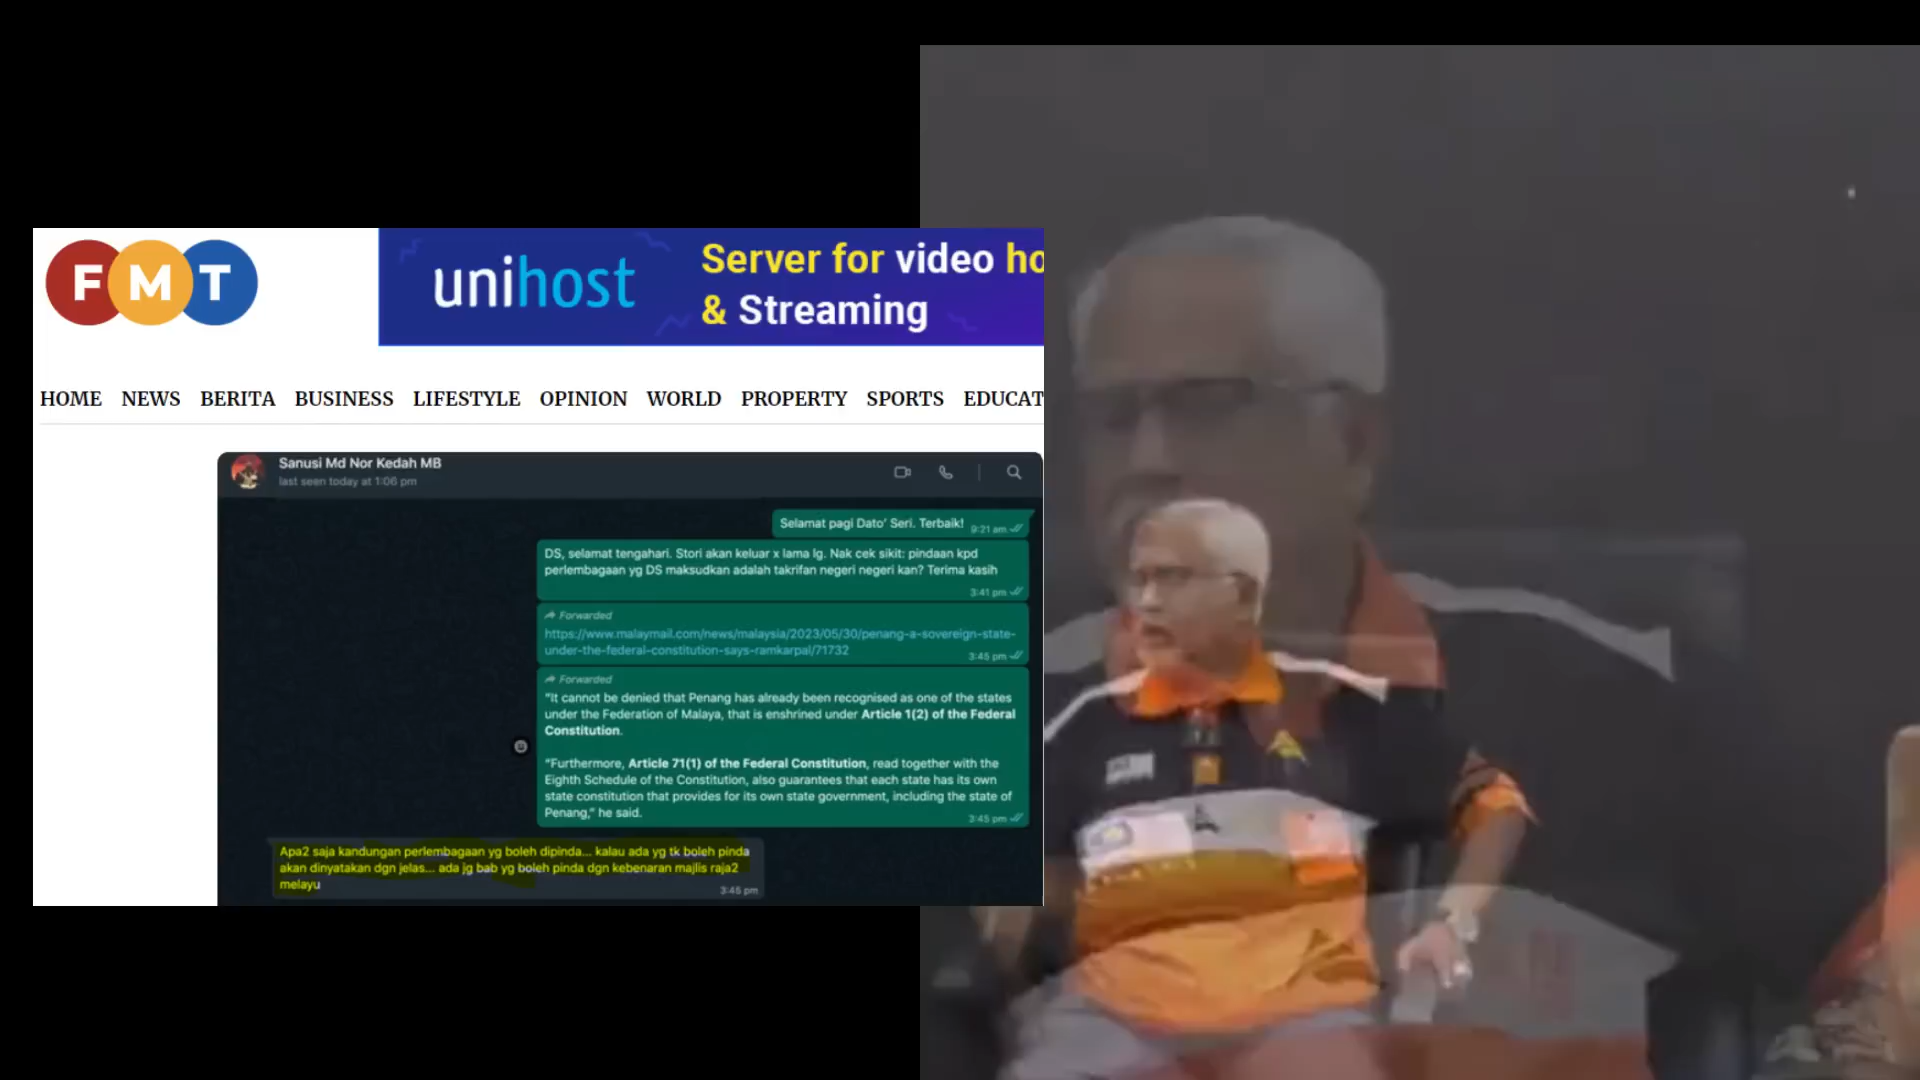 FMT
unihost
Server for video ho
& Streaming
HOME NEWS BERITA BUSINESS LIFESTYLE OPINION WORLD PROPERTY SPORTS EDUCAT
Sanusi Md Nor Kedah MB
last seen today at 1:06 pm
Selamat pagi Dato' Seri. Terbaik! 9:21 am
DS, selamat tengahari. Stori akan keluar x lama lg. Nak cek sikit: pindaan kpd
perlembagaan yg DS maksudkan adalah takrifan negeri negeri kan? Terima kasih
3:41 pm
Forwarded
https://www.malaymail.com/news/malaysia/2023/05/30/penang-a-sovereign-state-
under-the-federal-constitution-says-ramkarpal/71732
3:45 pm
Forwarded
"It cannot be denied that Penang has already been recognised as one of the states
under the Federation of Malaya, that is enshrined under Article 1(2) of the Federal
Constitution.
"Furthermore, Article 71(1) of the Federal Constitution, read together with the
Eighth Schedule of the Constitution, also guarantees that each state has its own
state constitution that provides for its own state government, including the state of
Penang," he said.
3:45 pm
Apa2 saja kandungan perlembagaan yg boleh dipinda... kalau ada yg tk boleh pinda
akan dinyatakan dgn jelas... ada jg bab yg boleh pinda dgn kebenaran majlis raja2
melayu
3:45 pm